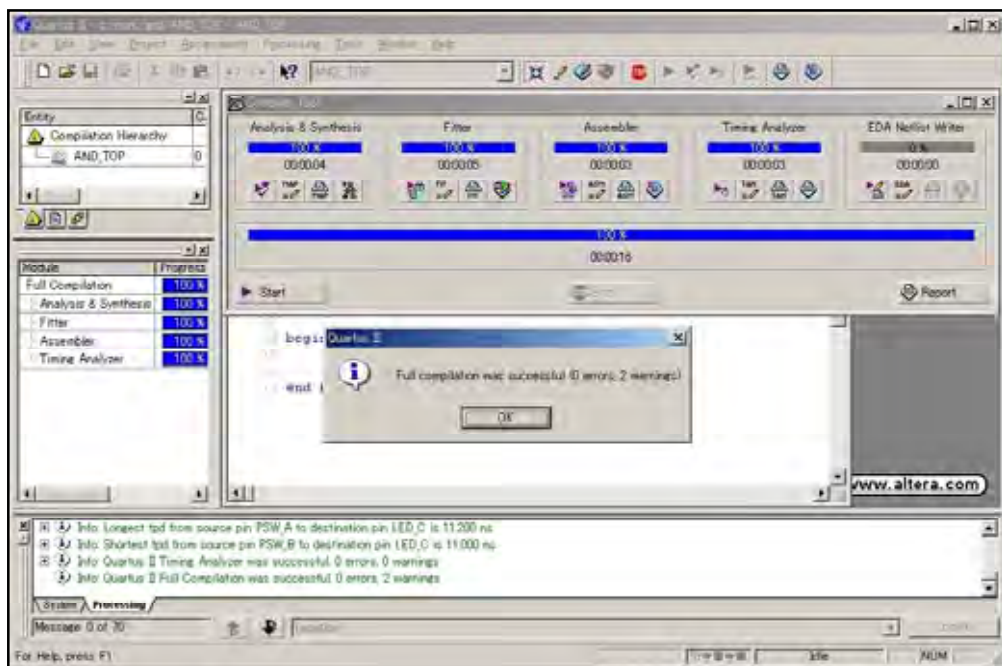 Quartus II
AND_TOP
File Edit View Project Assignments Processing Tools Window Help
AND_TOP
Entity
Compilation Hierarchy
AND_TOP 0
Analysis & Synthesis Fitter Assembler Timing Analyzer EDA Netlist Writer
100 % 100 % 100 % 100 % 0 %
00:00:04 00:00:05 00:00:03 00:00:00
100 %
00:00:16
Start Report
Module Progress
Full Compilation 100 %
Analysis & Synthesis 100 %
Fitter 100 %
Assembler 100 %
Timing Analyzer 100 %
begin
end
Quartus II
Full compilation was successful (0 errors, 2 warnings)
OK
www.altera.com
Info: Longest tpd from source pin PSW_A to destination pin LED_C is 11.200 ns
Info: Shortest tpd from source pin PSW_B to destination pin LED_C is 11.000 ns
Info: Quartus II Timing Analyzer was successful. 0 errors, 0 warnings
Info: Quartus II Full Compilation was successful. 0 errors, 2 warnings
System Processing
Message: 0 of 70
Location:
For Help, press F1
Idle NUM